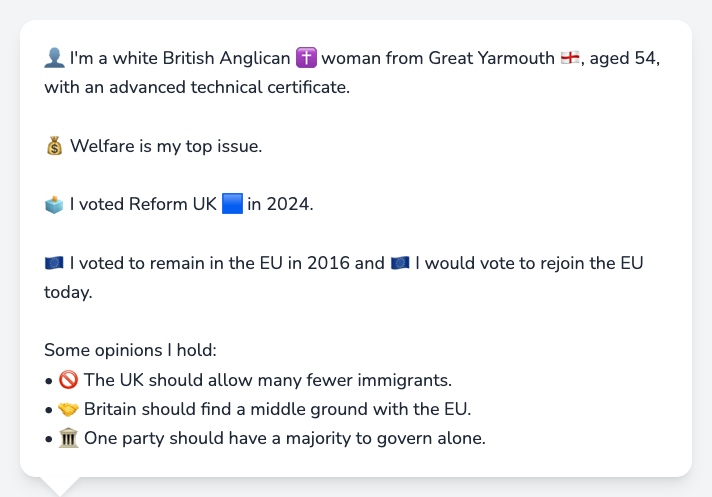 👤 I'm a white British Anglican ✝️ woman from Great Yarmouth 🏴󠁧󠁢󠁥󠁮󠁧󠁿, aged 54,
with an advanced technical certificate.
💰 Welfare is my top issue.
🗳️ I voted Reform UK 🟦 in 2024.
🇪🇺 I voted to remain in the EU in 2016 and 🇪🇺 I would vote to rejoin the EU
today.
Some opinions I hold:
• 🚫 The UK should allow many fewer immigrants.
• 🤝 Britain should find a middle ground with the EU.
• 🏛️ One party should have a majority to govern alone.